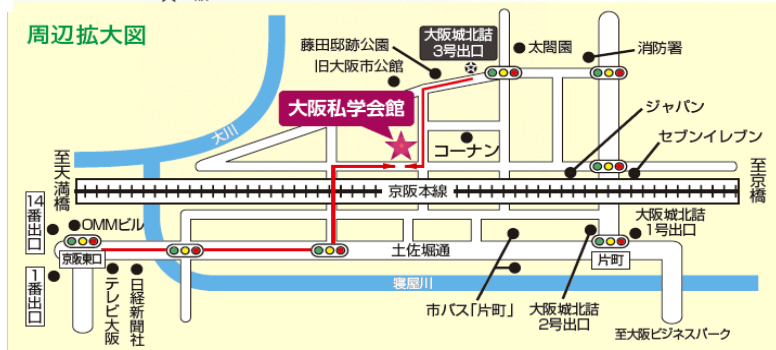 周辺拡大図
藤田邸跡公園
旧大阪市公館
大阪城北詰
3号出口
太閤園
消防署
大川
大阪私学会館
コーナン
ジャパン
セブンイレブン
至天満橋
京阪本線
至京橋
14番出口
OMMビル
京阪東口
1番出口
テレビ大阪
日経新聞社
土佐堀通
大阪城北詰
1号出口
片町
寝屋川
市バス「片町」
大阪城北詰
2号出口
至大阪ビジネスパーク